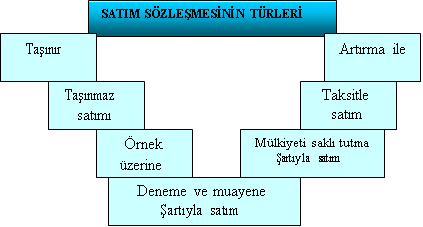 SATIM SÖZLEŞMESİNİN TÜRLERİ
Taşınır
Artırma ile
Taşınmaz
satımı
Taksitle
satım
Örnek
üzerine
Mülkiyeti saklı tutma
Şartıyla satım
Deneme ve muayene
Şartıyla satım